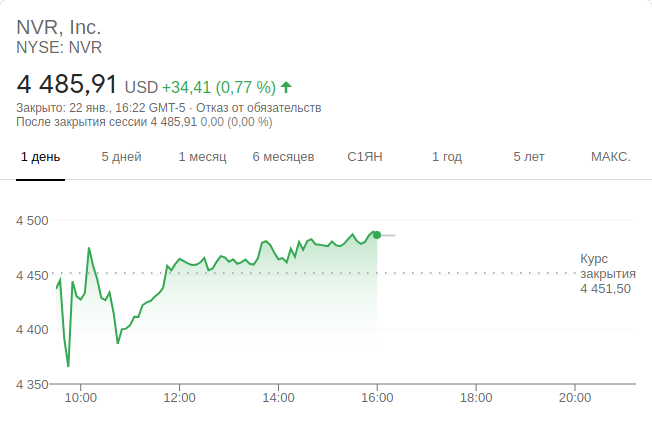 NVR, Inc.
NYSE: NVR
4 485,91 USD +34,41 (0,77 %)
Закрыто: 22 янв., 16:22 GMT-5 · Отказ от обязательств
После закрытия сессии 4 485,91 0,00 (0,00 %)
1 день 5 дней 1 месяц 6 месяцев С1ЯН 1 год 5 лет МАКС.
4 500
4 450
4 400
4 350
Курс
закрытия
4 451,50
10:00 12:00 14:00 16:00 18:00 20:00